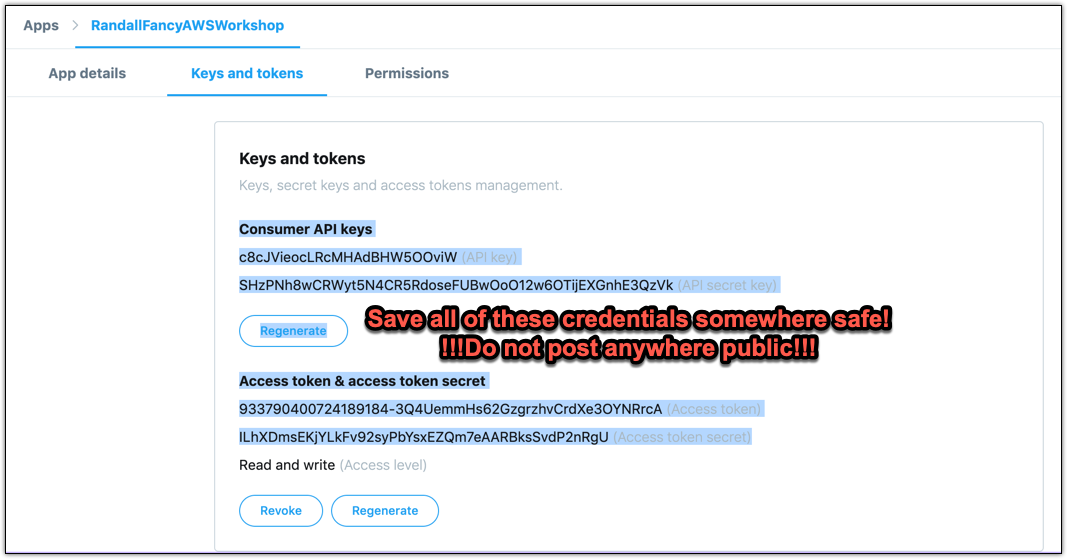 Apps > RandallFancyAWSWorkshop
App details Keys and tokens Permissions
Keys and tokens
Keys, secret keys and access tokens management.
Consumer API keys
c8cJVieocLRcMHAdBHW5OOviW (API key)
SHzPNh8wCRWyt5N4CR5RdoseFUBwOoO12w6OTijEXGnhE3QzVk (API secret key)
Regenerate
Save all of these credentials somewhere safe!
!!!Do not post anywhere public!!!
Access token & access token secret
933790400724189184-3Q4UemmHs62GzgrzhvCrdXe3OYNRrcA (Access token)
ILhXDmsEKjYLkFv92syPbYsxEZQm7eAARBksSvdP2nRgU (Access token secret)
Read and write (Access level)
Revoke Regenerate